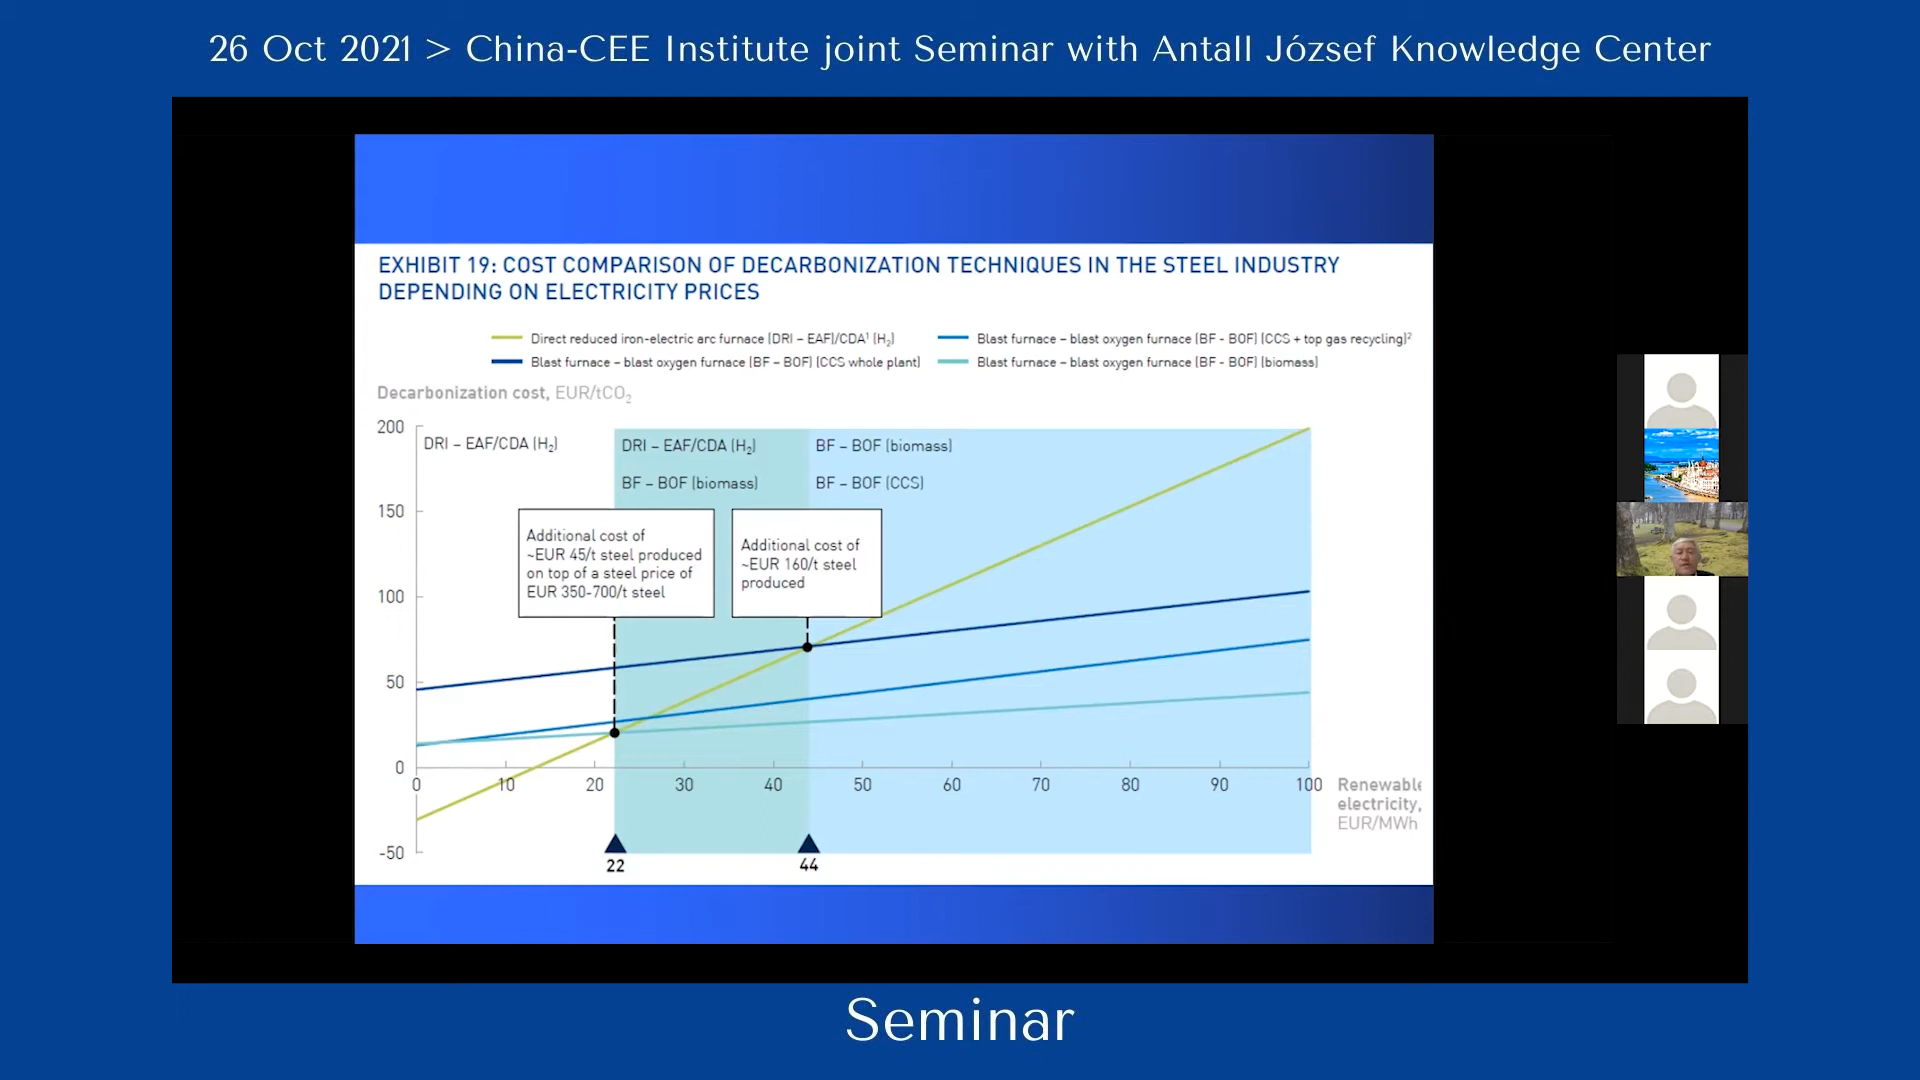 26 Oct 2021 > China-CEE Institute joint Seminar with Antall József Knowledge Center
EXHIBIT 19: COST COMPARISON OF DECARBONIZATION TECHNIQUES IN THE STEEL INDUSTRY
DEPENDING ON ELECTRICITY PRICES
Direct reduced iron-electric arc furnace (DRI – EAF)/CDA¹ (H₂)
Blast furnace – blast oxygen furnace (BF - BOF) (CCS + top gas recycling)²
Blast furnace – blast oxygen furnace (BF – BOF) (CCS whole plant)
Blast furnace – blast oxygen furnace (BF - BOF) (biomass)
Decarbonization cost, EUR/tCO₂
200
150
100
50
0
-50
DRI – EAF/CDA (H₂)
DRI – EAF/CDA (H₂)
BF – BOF (biomass)
BF – BOF (biomass)
BF – BOF (CCS)
Additional cost of
~EUR 45/t steel produced
on top of a steel price of
EUR 350-700/t steel
Additional cost of
~EUR 160/t steel
produced
0 10 20 30 40 50 60 70 80 90 100
Renewable
electricity,
EUR/MWh
22
44
Seminar